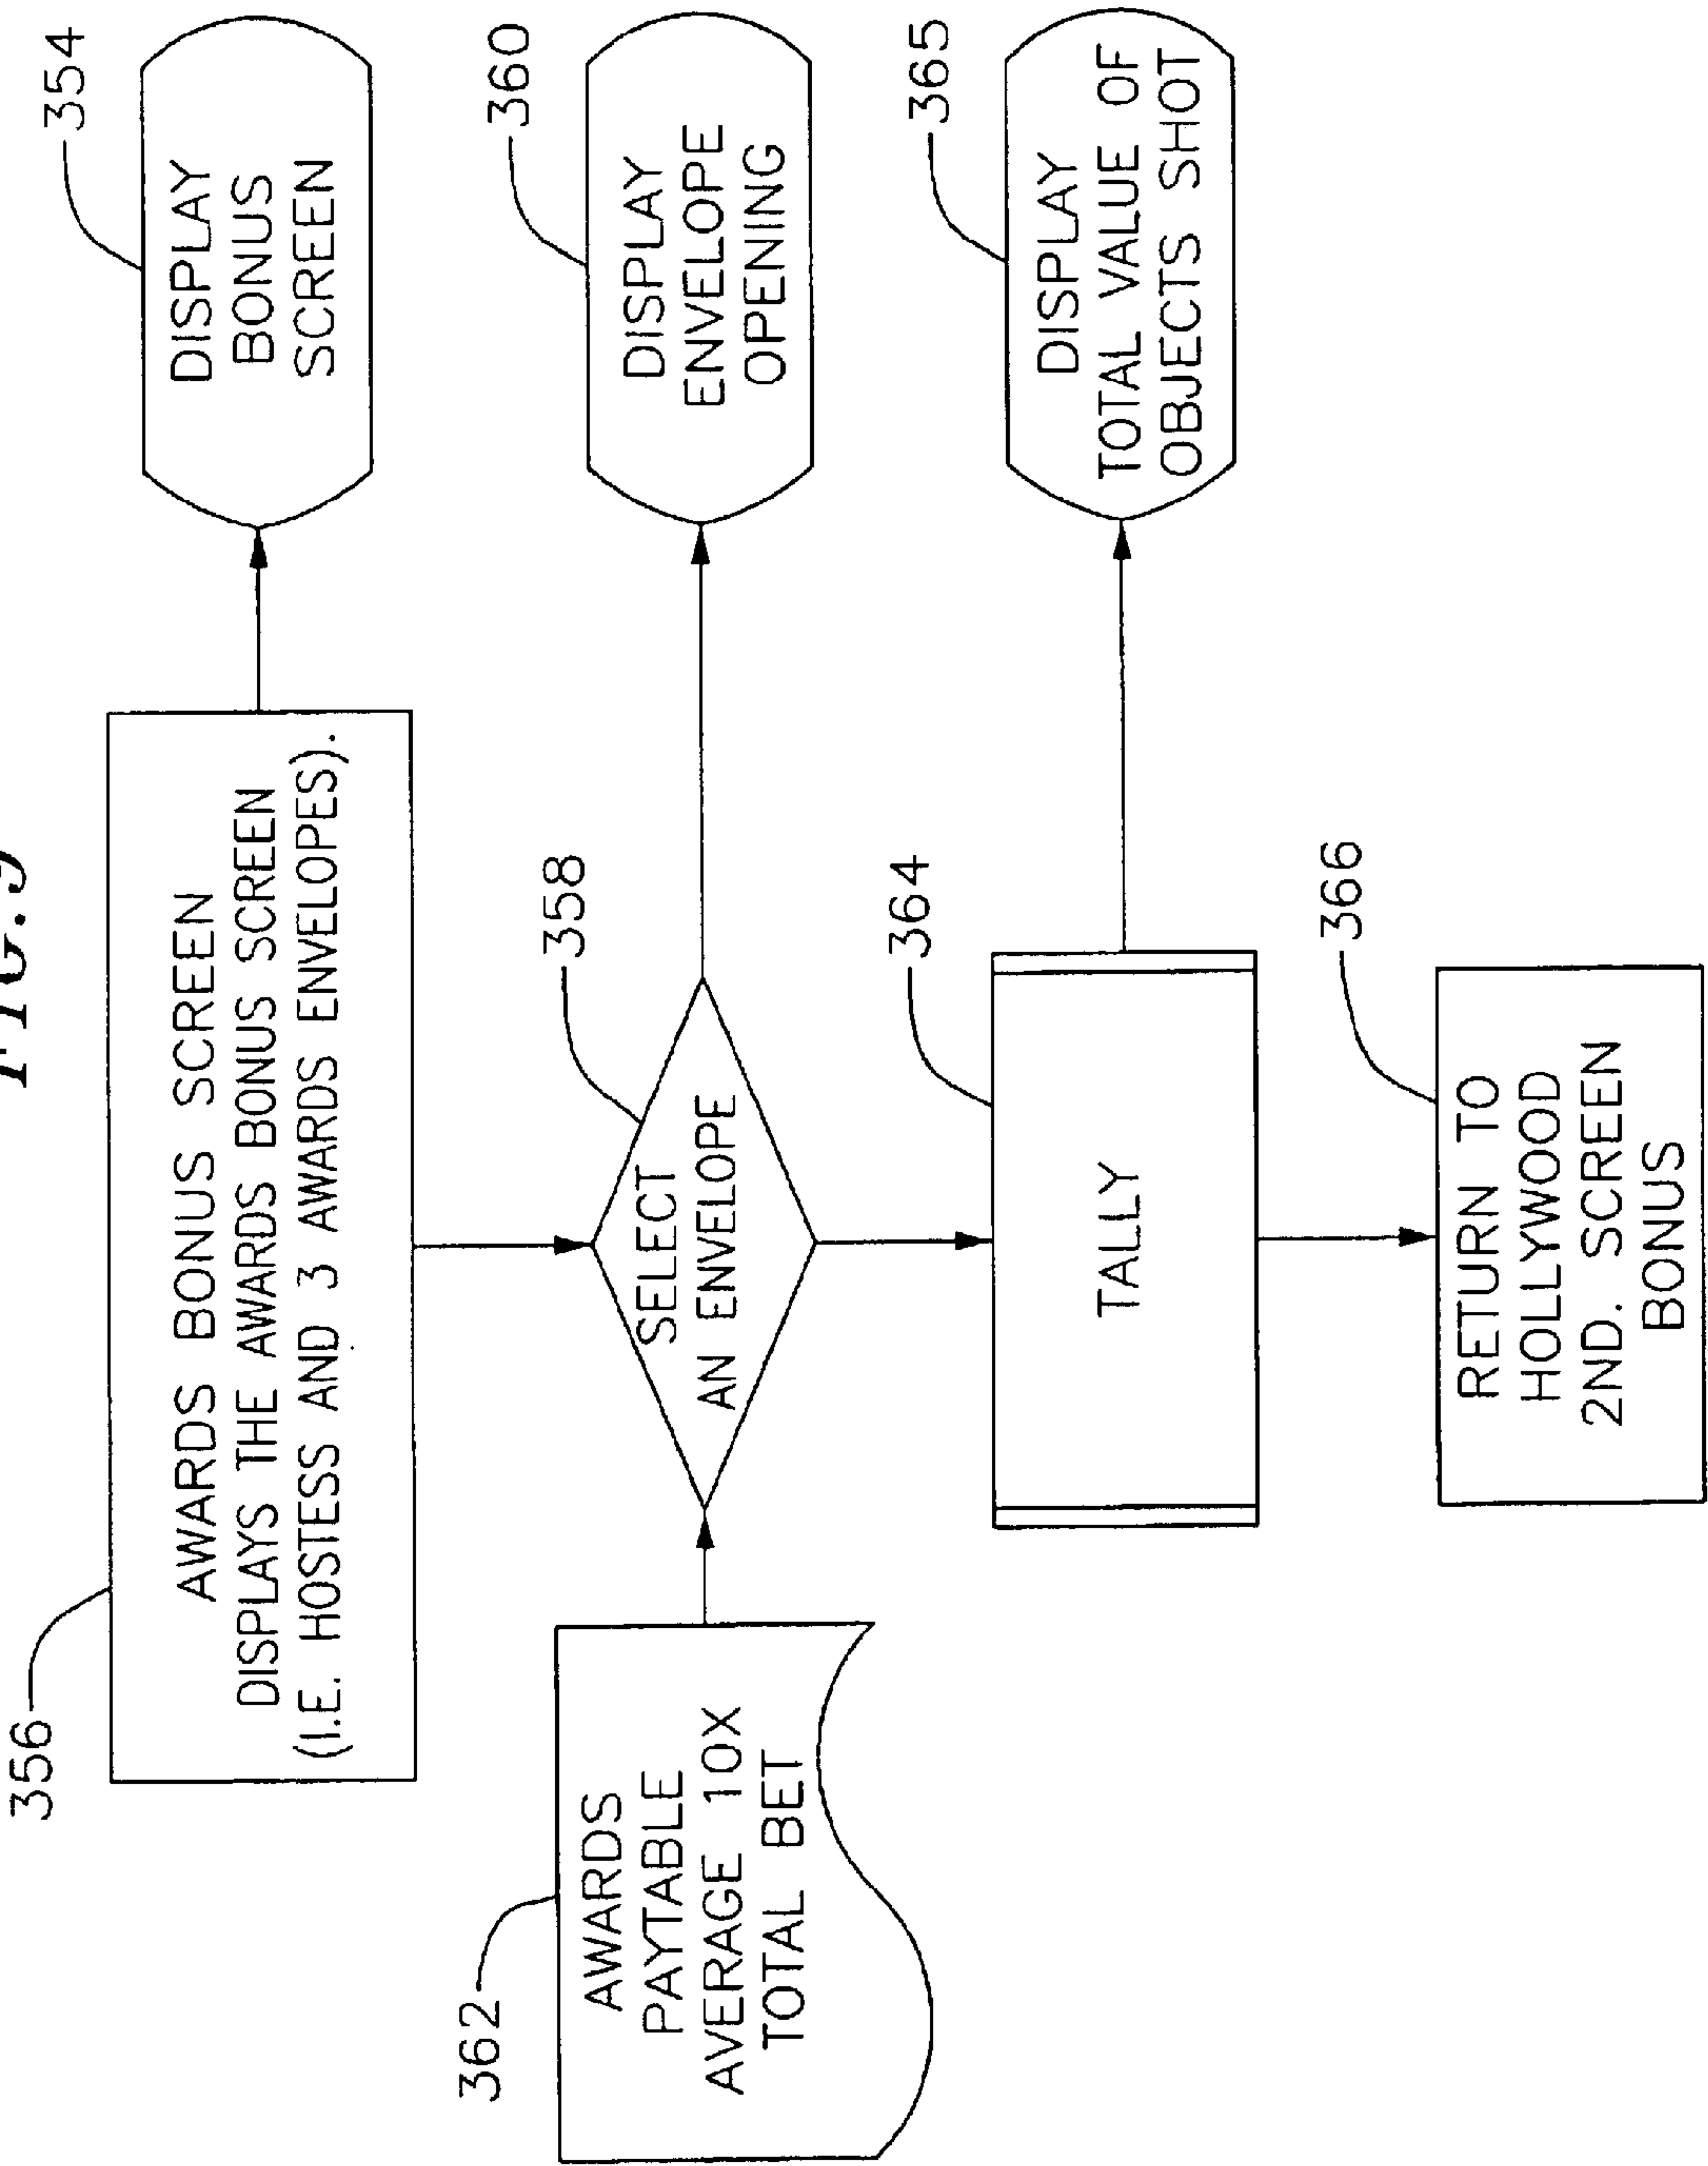 FIG. 9
356
AWARDS BONUS SCREEN
DISPLAYS THE AWARDS BONUS SCREEN
(I.E. HOSTESS AND 3 AWARDS ENVELOPES).
354
DISPLAY
BONUS
SCREEN
362
AWARDS
PAYTABLE
AVERAGE 10X
TOTAL BET
358
SELECT
AN ENVELOPE
360
DISPLAY
ENVELOPE
OPENING
364
TALLY
365
DISPLAY
TOTAL VALUE OF
OBJECTS SHOT
366
RETURN TO
HOLLYWOOD
2ND. SCREEN
BONUS